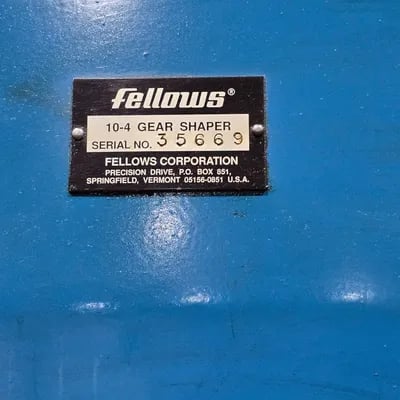 fellows®
10-4 GEAR SHAPER
SERIAL NO. 35669
FELLOWS CORPORATION
PRECISION DRIVE, P.O. BOX 851,
SPRINGFIELD, VERMONT 05156-0851 U.S.A.